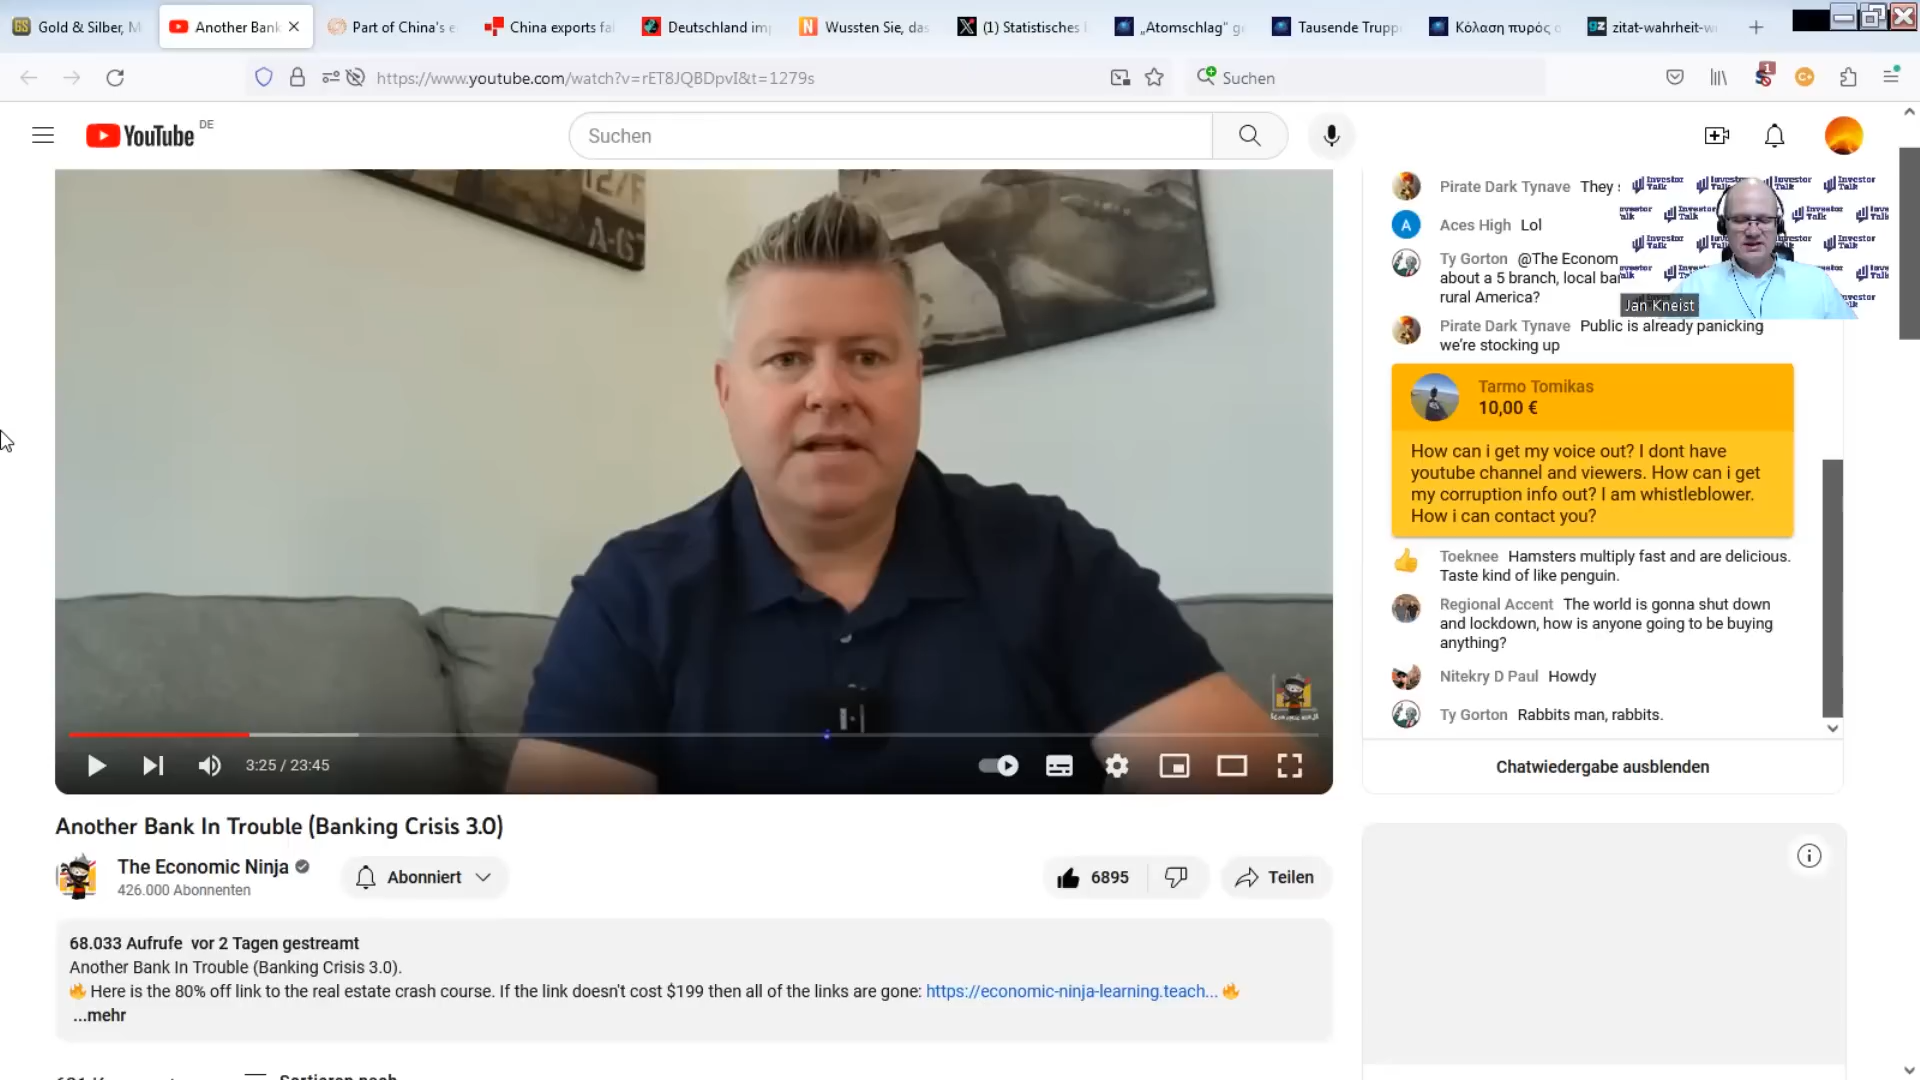 Gold & Silber, M
Another Bank
Part of China's e
China exports fa
Deutschland imp
Wussten Sie, das
(1) Statistisches
„Atomschlag" g
Tausende Trupp
Κόλαση πυρός σ
zitat-wahrheit-w
https://www.youtube.com/watch?v=rET8JQBDpvI&t=1279s
Suchen
1
YouTube DE
Suchen
12/F
A-67
C
Pirate Dark Tynave They
Aces High Lol
Ty Gorton @The Econom
about a 5 branch, local ba
rural America?
Investor Talk
Jan Kneist
Pirate Dark Tynave Public is already panicking
we're stocking up
Tarmo Tomikas
10,00 €
How can i get my voice out? I dont have
youtube channel and viewers. How can i get
my corruption info out? I am whistleblower.
How i can contact you?
Toeknee Hamsters multiply fast and are delicious.
Taste kind of like penguin.
Regional Accent The world is gonna shut down
and lockdown, how is anyone going to be buying
anything?
Nitekry D Paul Howdy
Ty Gorton Rabbits man, rabbits.
Chatwiedergabe ausblenden
3:25 / 23:45
Another Bank In Trouble (Banking Crisis 3.0)
The Economic Ninja
426.000 Abonnenten
Abonniert
6895
Teilen
68.033 Aufrufe vor 2 Tagen gestreamt
Another Bank In Trouble (Banking Crisis 3.0).
🔥 Here is the 80% off link to the real estate crash course. If the link doesn't cost $199 then all of the links are gone: https://economic-ninja-learning.teach... 🔥
...mehr
Sortieren nach